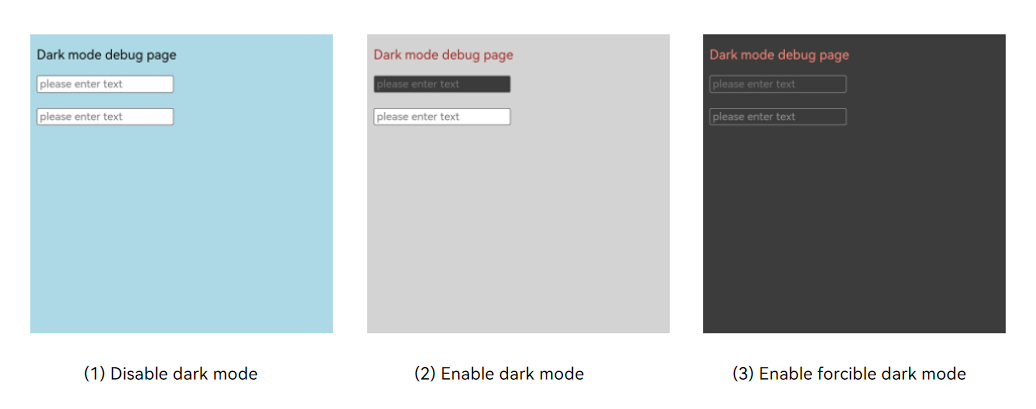 Dark mode debug page
please enter text
please enter text
Dark mode debug page
please enter text
please enter text
Dark mode debug page
please enter text
please enter text
(1) Disable dark mode
(2) Enable dark mode
(3) Enable forcible dark mode